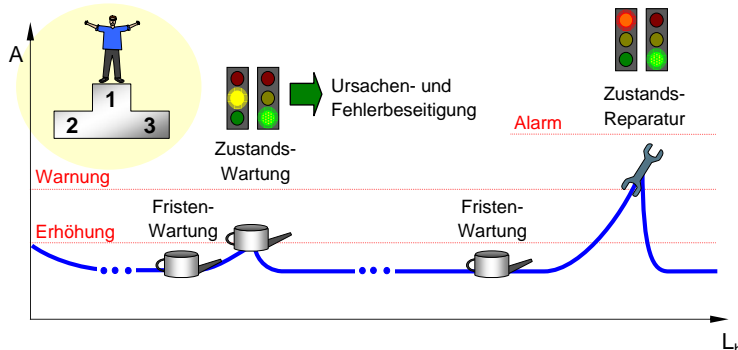 A
1
2
3
Ursachen- und
Fehlerbeseitigung
Zustands-
Wartung
Zustands-
Reparatur
Alarm
Warnung
Fristen-
Wartung
Erhöhung
Fristen-
Wartung